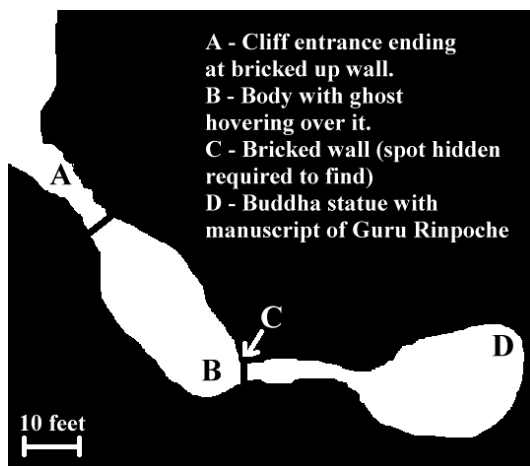 A - Cliff entrance ending
at bricked up wall.
B - Body with ghost
hovering over it.
C - Bricked wall (spot hidden
required to find)
D - Buddha statue with
manuscript of Guru Rinpoche
A
C
B
D
10 feet